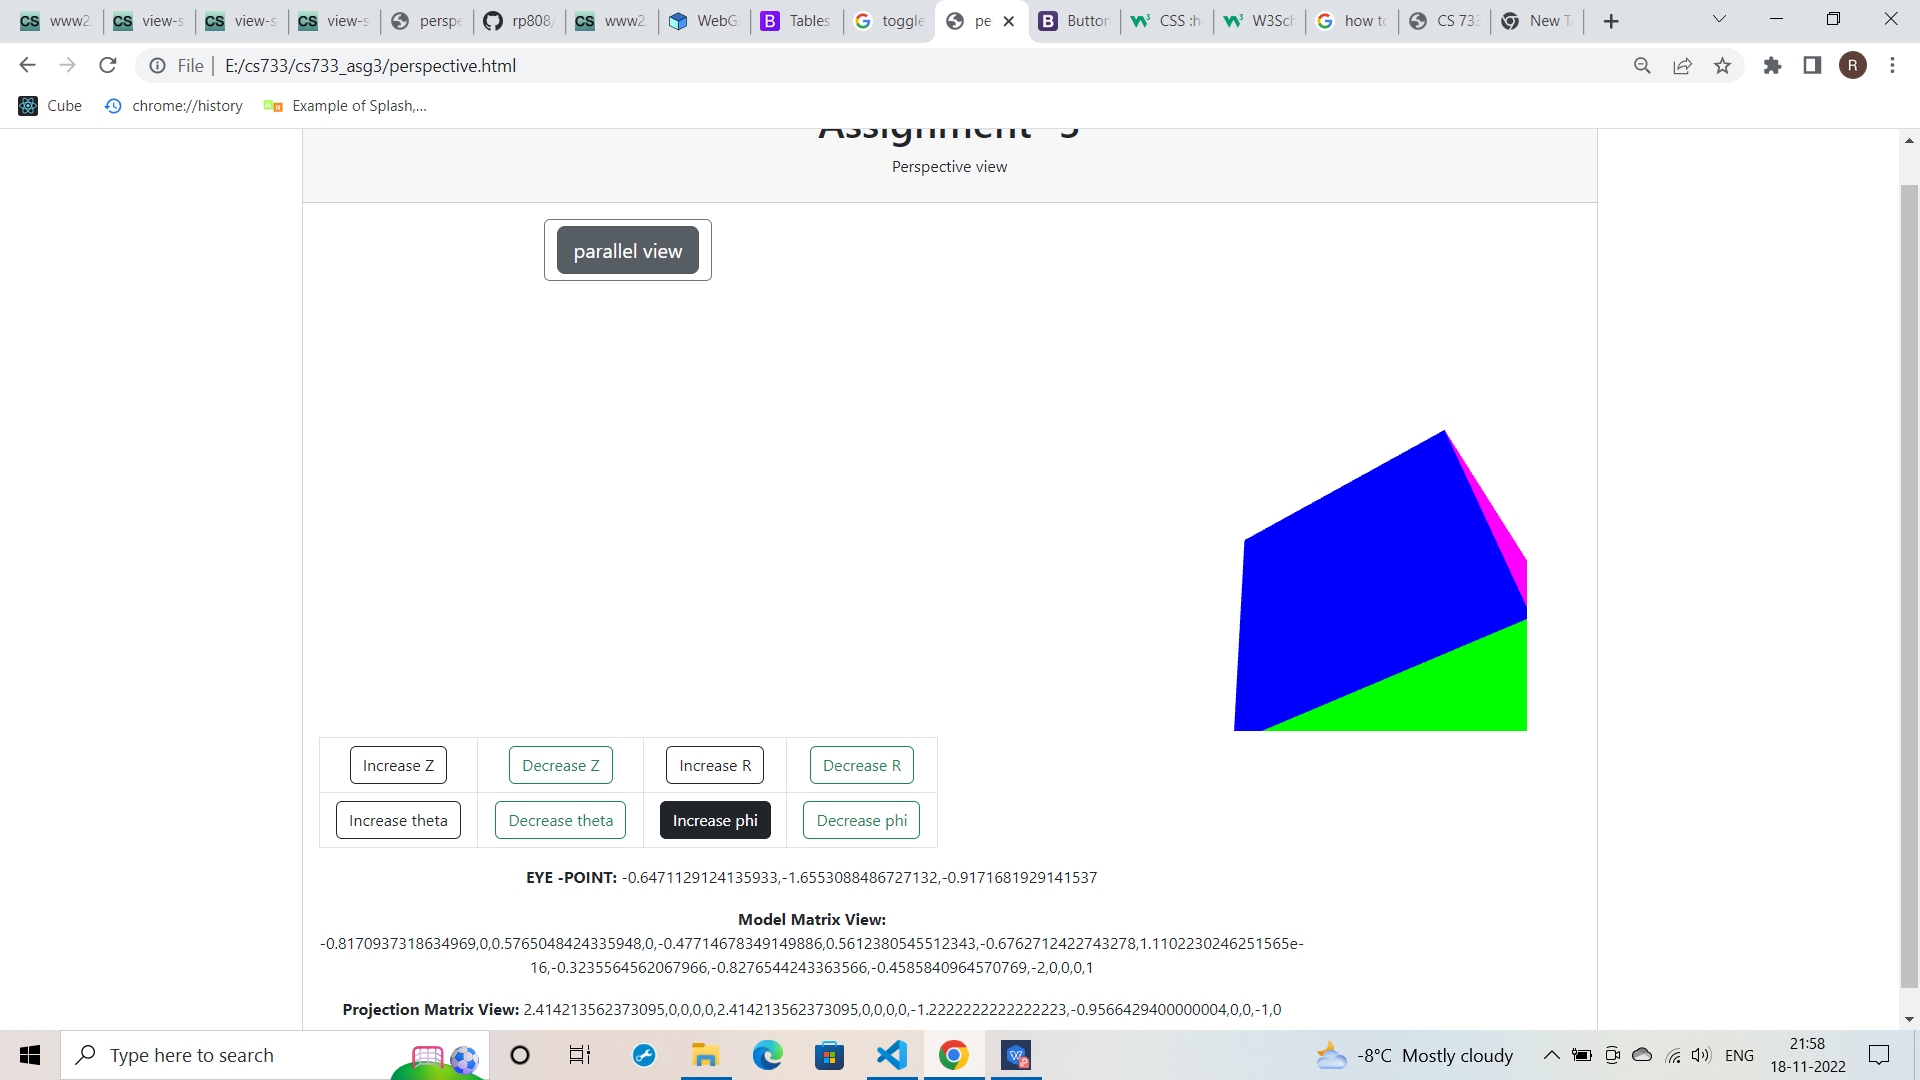 www2
view-s
view-s
view-s
perspe
rp808/
www2
WebG
Tables
toggle
pe
Button
CSS :h
W3Sch
how to
CS 733
New Ta
File
E:/cs733/cs733_asg3/perspective.html
R
Cube
chrome://history
Example of Splash,...
Assignment -3
Perspective view
parallel view
Increase Z
Decrease Z
Increase R
Decrease R
Increase theta
Decrease theta
Increase phi
Decrease phi
EYE -POINT: -0.6471129124135933,-1.6553088486727132,-0.9171681929141537
Model Matrix View:
-0.8170937318634969,0,0.5765048424335948,0,-0.47714678349149886,0.5612380545512343,-0.6762712422743278,1.1102230246251565e-
16,-0.3235564562067966,-0.8276544243363566,-0.4585840964570769,-2,0,0,0,1
Projection Matrix View: 2.414213562373095,0,0,0,0,2.414213562373095,0,0,0,0,-1.2222222222222223,-0.9566429400000004,0,0,-1,0
Type here to search
-8°C Mostly cloudy
ENG
21:58
18-11-2022